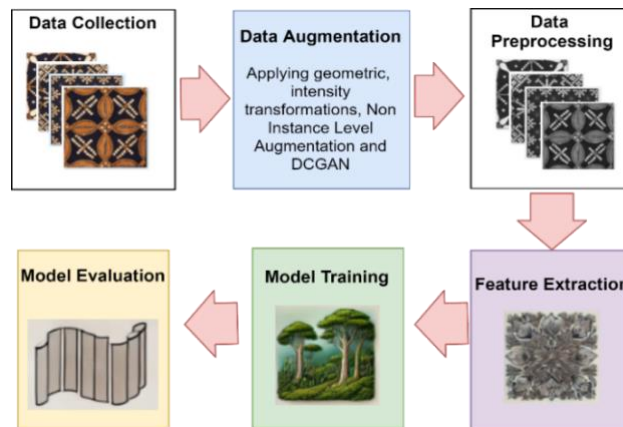 Data Collection
Data Augmentation
Applying geometric,
intensity
transformations, Non
Instance Level
Augmentation and
DCGAN
Data
Preprocessing
Feature Extraction
Model Training
Model Evaluation